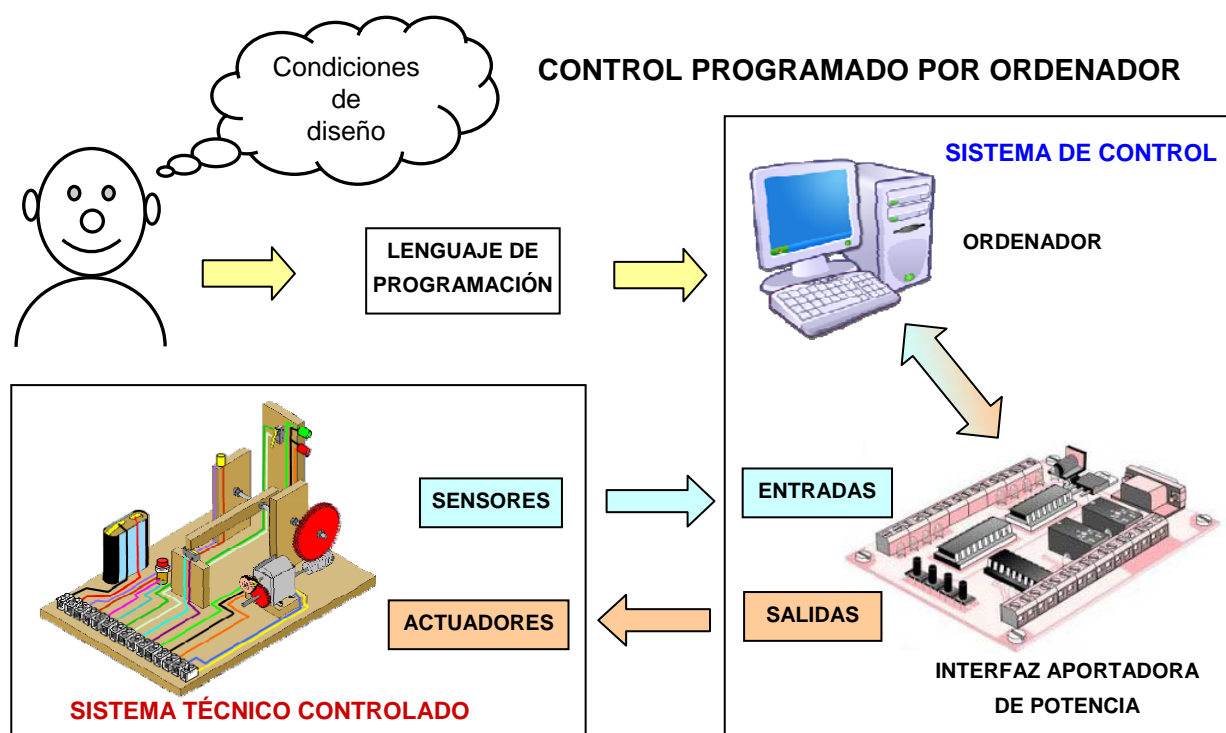 Condiciones
de
diseño
CONTROL PROGRAMADO POR ORDENADOR
SISTEMA DE CONTROL
ORDENADOR
LENGUAJE DE
PROGRAMACIÓN
SENSORES
ENTRADAS
ACTUADORES
SALIDAS
INTERFAZ APORTADORA
DE POTENCIA
SISTEMA TÉCNICO CONTROLADO